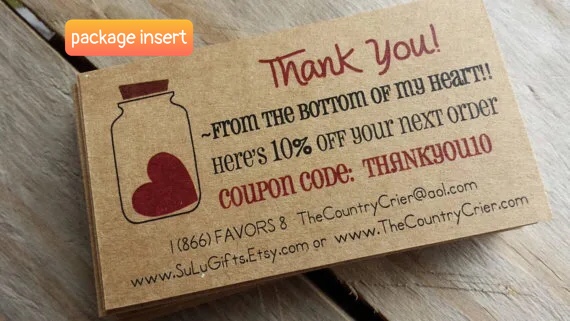 package insert
Thank You!
~From the bottom of my heart!!
Here's 10% off your next order
Coupon Code: THANKYOU10
1 (866) FAVORS 8 TheCountryCrier@aol.com
www.SuLuGifts.Etsy.com or www.TheCountryCrier.com